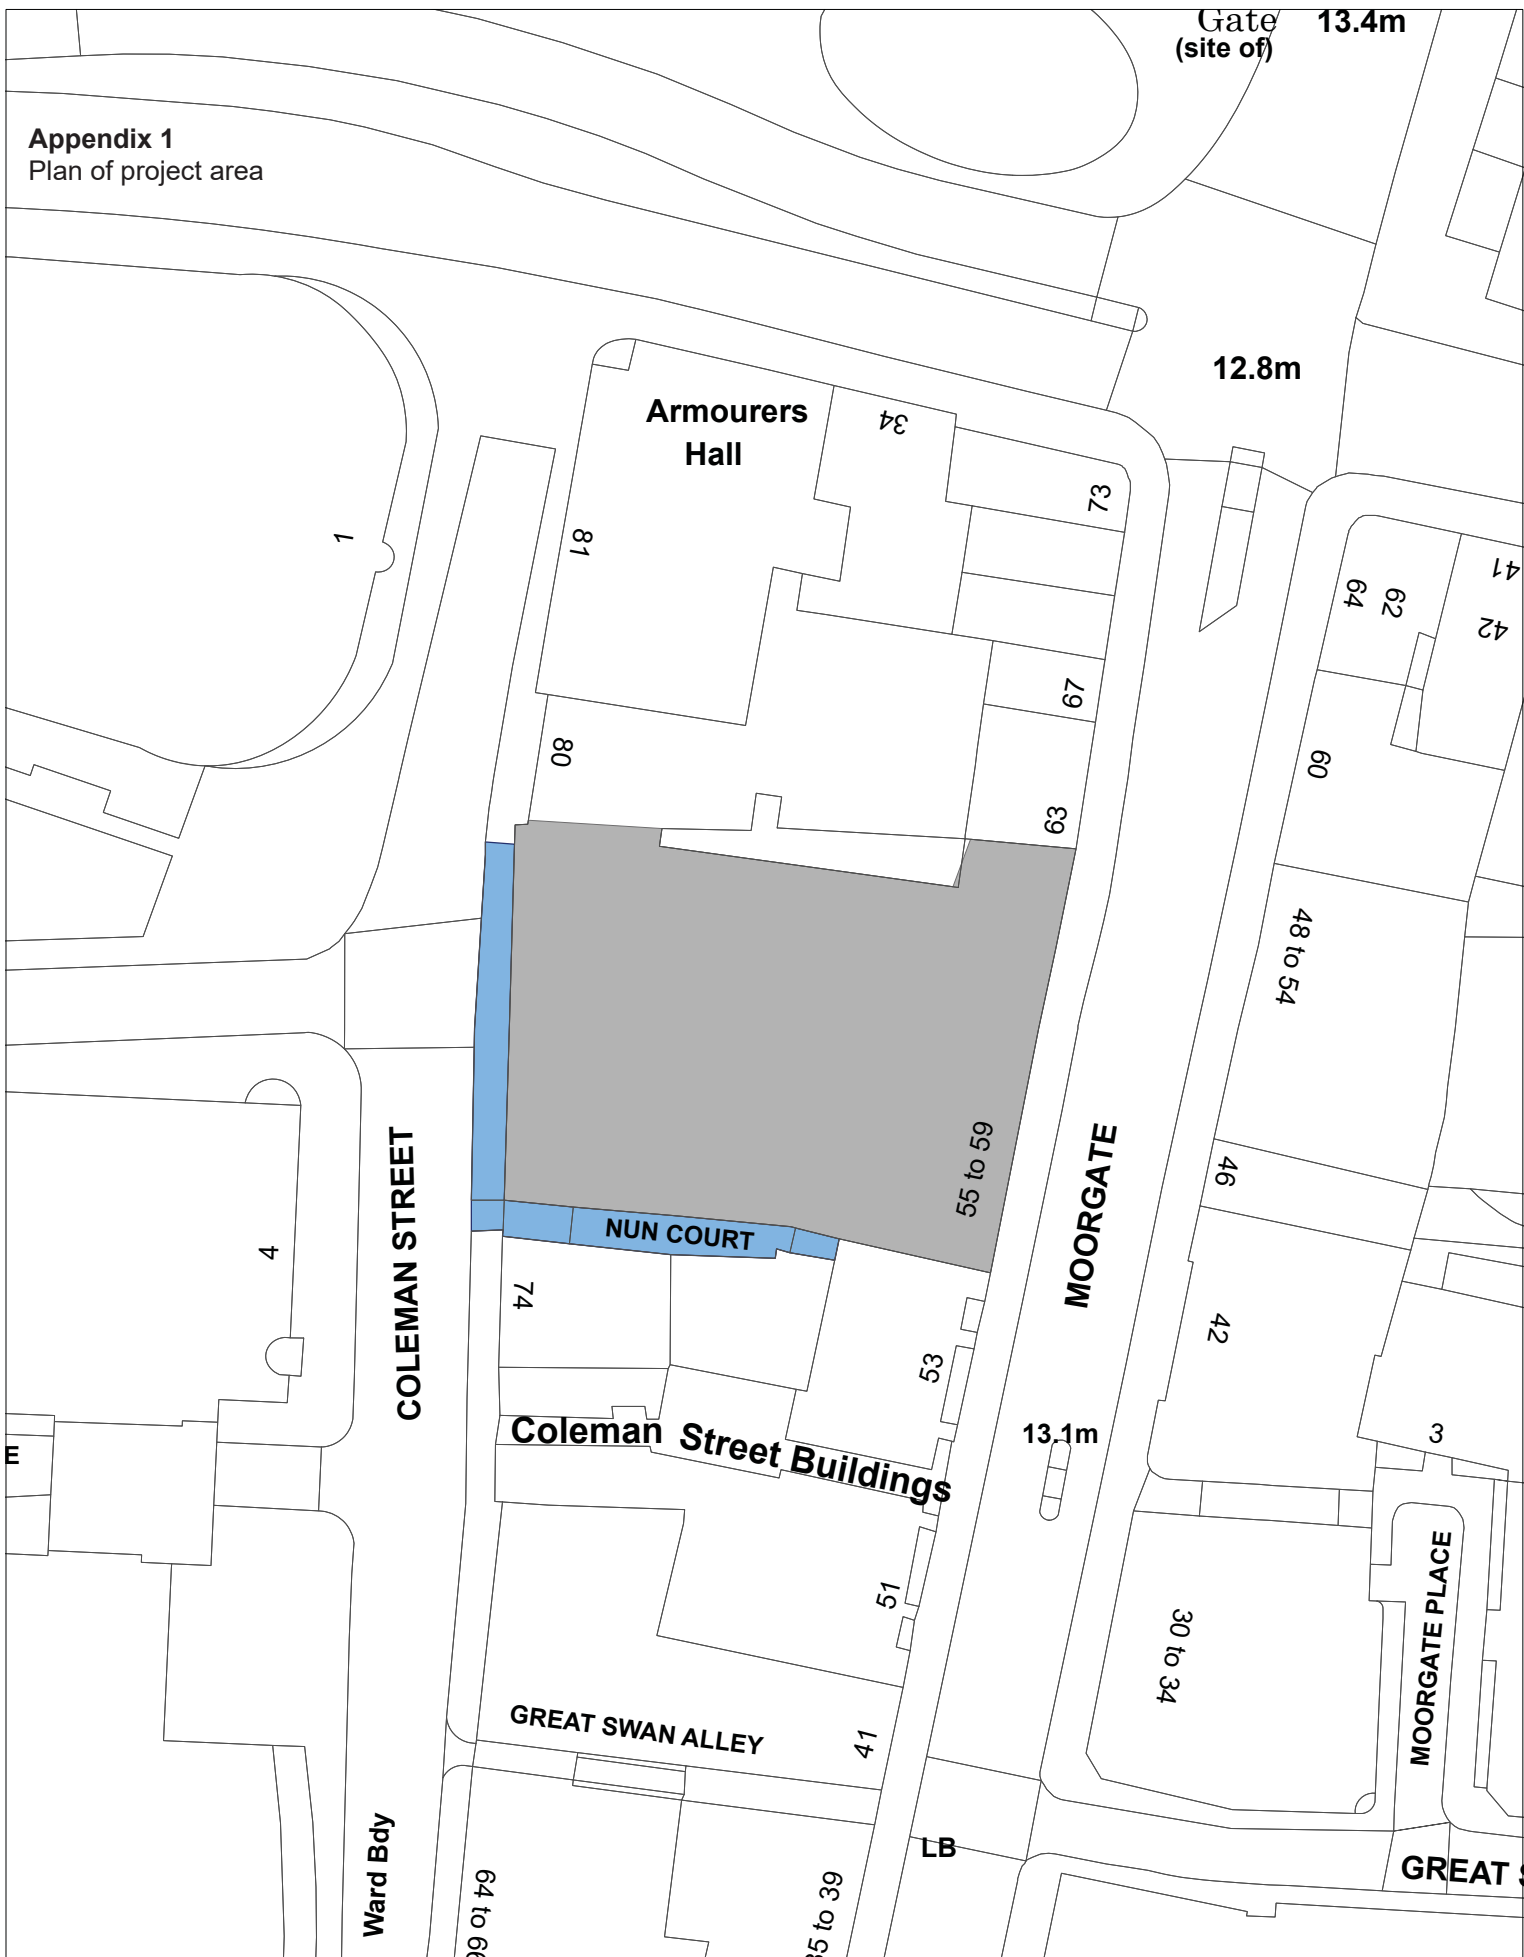 Gate
(site of)
13.4m
Appendix 1
Plan of project area
12.8m
Armourers
Hall
34
73
1
81
64
62
41
42
67
80
60
63
48 to 54
55 to 59
MOORGATE
46
COLEMAN STREET
4
NUN COURT
74
42
53
13.1m
3
Coleman Street Buildings
E
51
MOORGATE PLACE
30 to 34
GREAT SWAN ALLEY
41
Ward Bdy
LB
GREAT
64 to
to 39